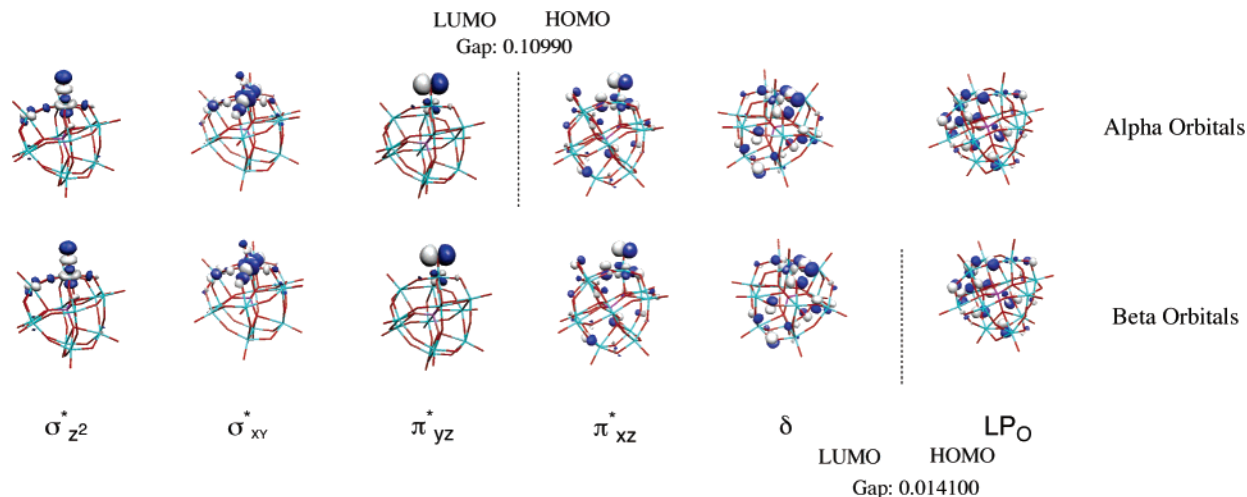 LUMO HOMO
Gap: 0.10990
Alpha Orbitals
Beta Orbitals
σ*z² σ*XY π*yz π*xz δ LPO
LUMO HOMO
Gap: 0.014100